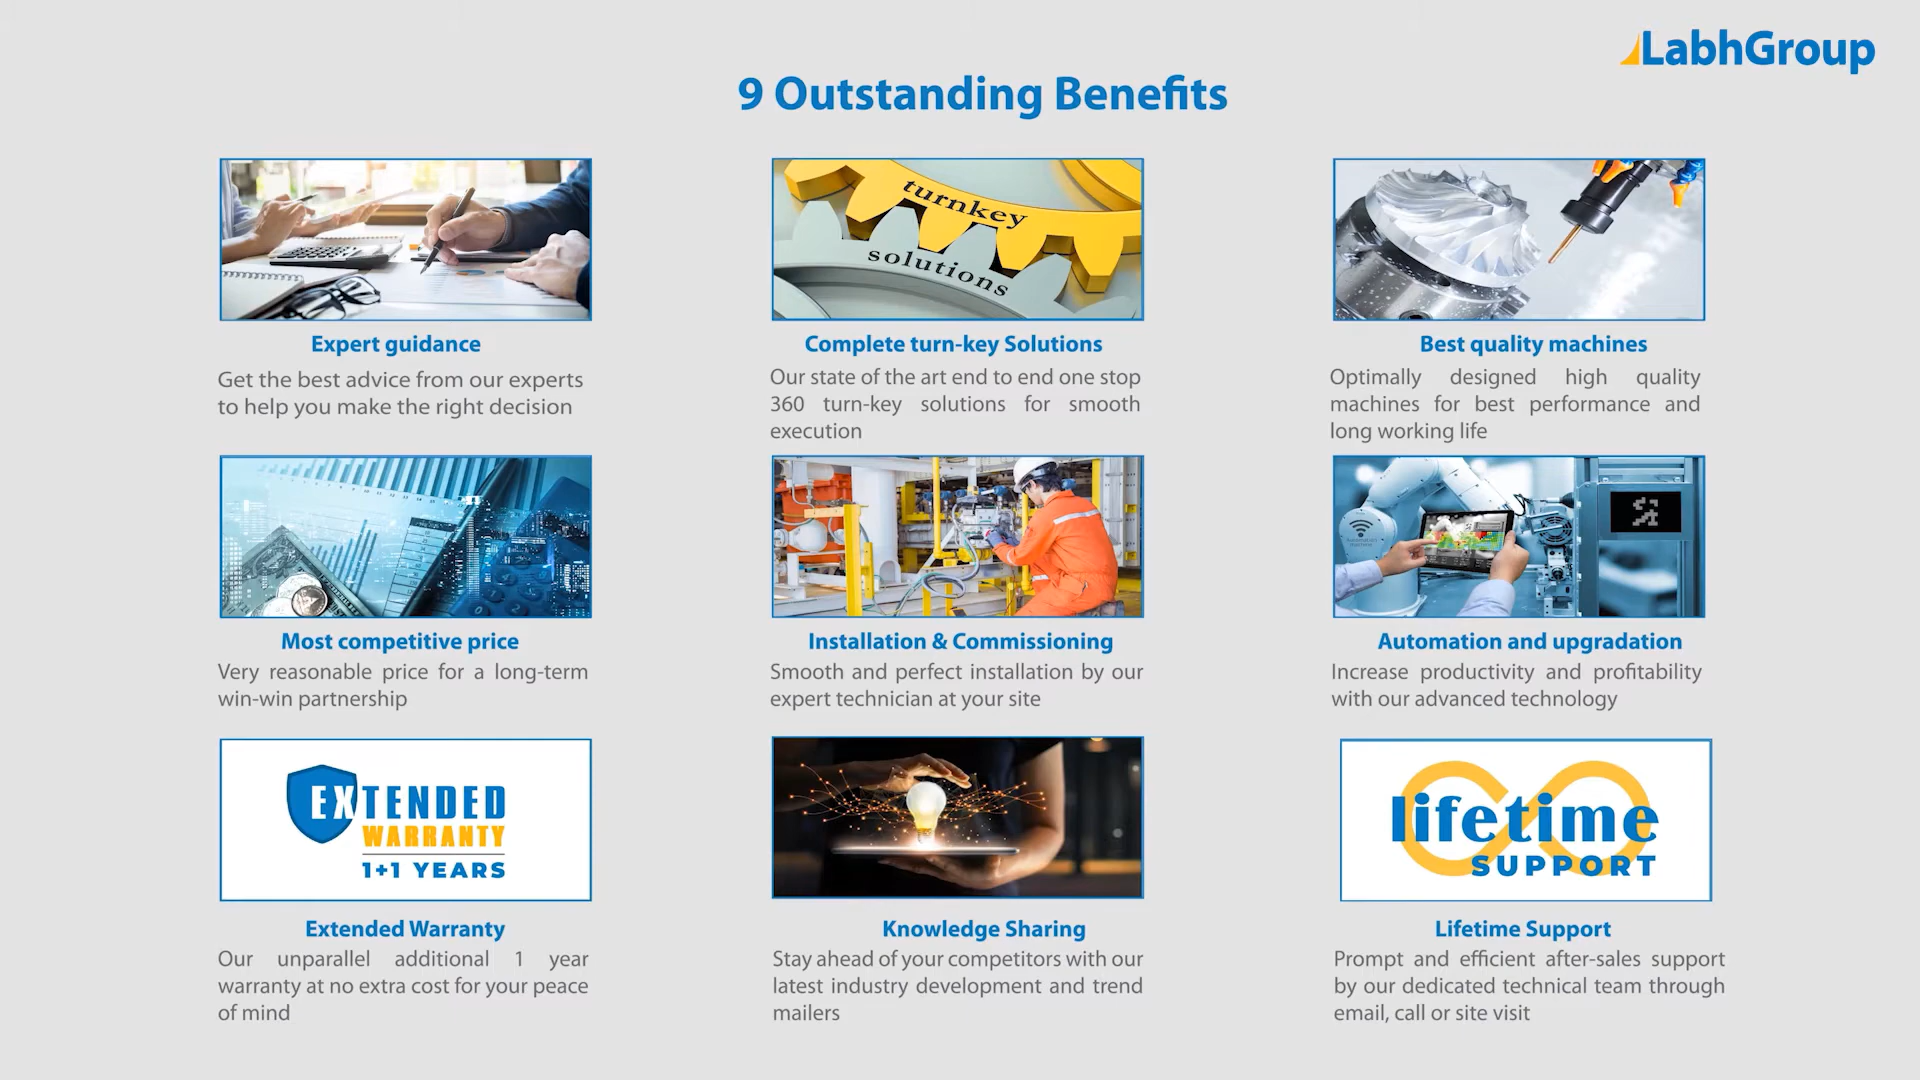 LabhGroup
9 Outstanding Benefits
turnkey
solutions
Expert guidance
Get the best advice from our experts
to help you make the right decision
Complete turn-key Solutions
Our state of the art end to end one stop
360 turn-key solutions for smooth
execution
Best quality machines
Optimally designed high quality
machines for best performance and
long working life
Most competitive price
Very reasonable price for a long-term
win-win partnership
Installation & Commissioning
Smooth and perfect installation by our
expert technician at your site
Automation and upgradation
Increase productivity and profitability
with our advanced technology
EXTENDED
WARRANTY
1+1 YEARS
Extended Warranty
Our unparallel additional 1 year
warranty at no extra cost for your peace
of mind
Knowledge Sharing
Stay ahead of your competitors with our
latest industry development and trend
mailers
lifetime
SUPPORT
Lifetime Support
Prompt and efficient after-sales support
by our dedicated technical team through
email, call or site visit